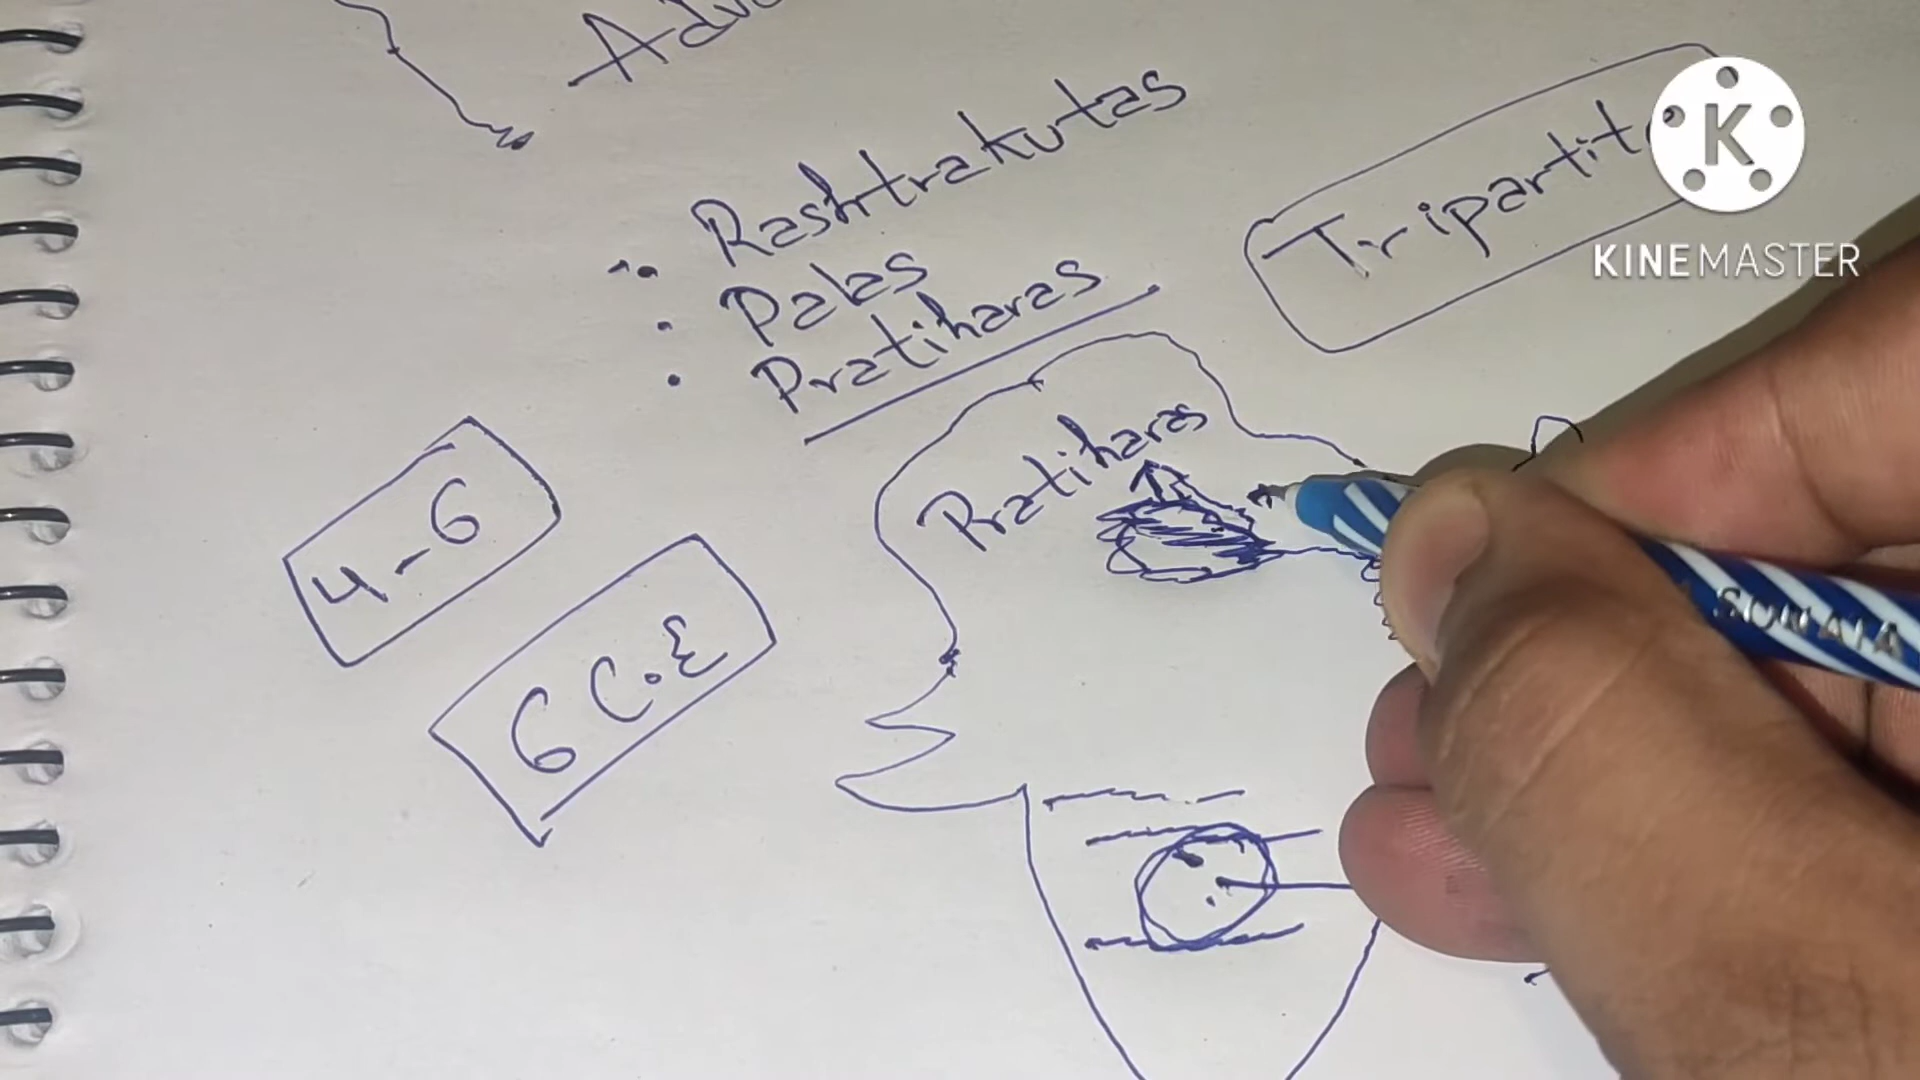 Rashtrakutas
Palas
Pratiharas
Tripartite
K
KINEMASTER
Pratiharas
4-6
6 C.E